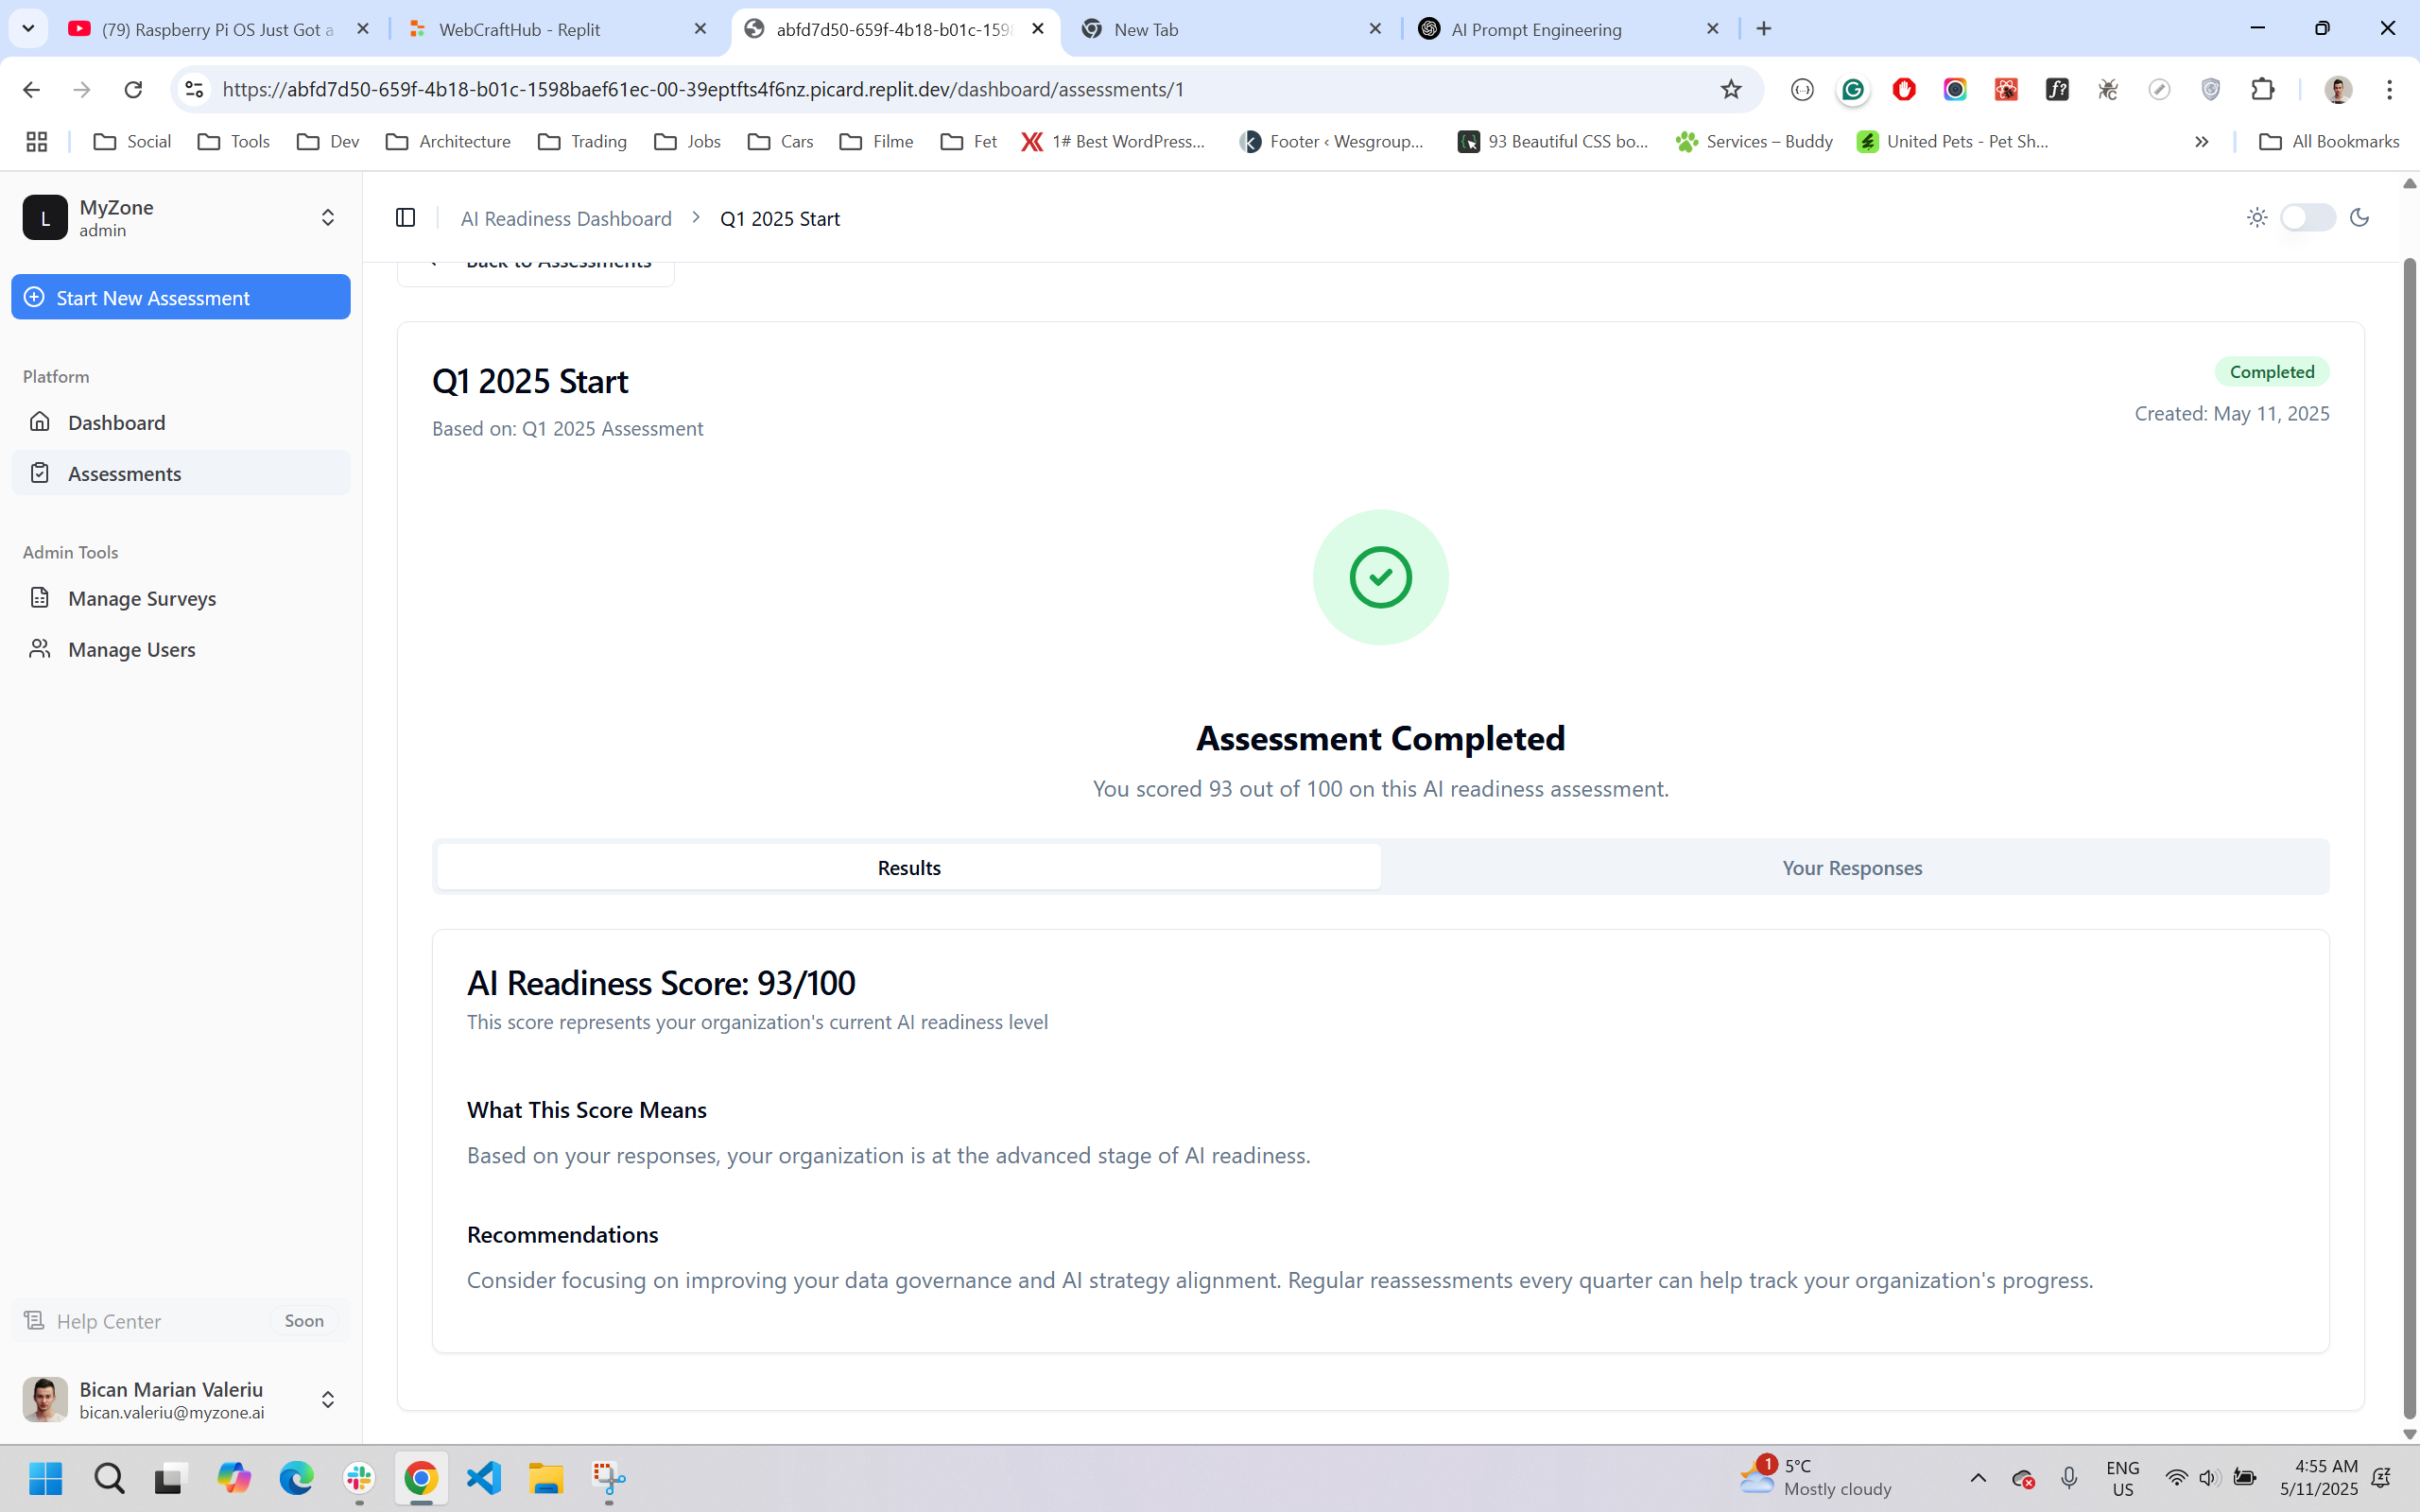 (79) Raspberry Pi OS Just Got a
WebCraftHub - Replit
abfd7d50-659f-4b18-b01c-1598
New Tab
AI Prompt Engineering
https://abfd7d50-659f-4b18-b01c-1598baef61ec-00-39eptfts4f6nz.picard.replit.dev/dashboard/assessments/1
Social
Tools
Dev
Architecture
Trading
Jobs
Cars
Filme
Fet
1# Best WordPress...
Footer ‹ Wesgroup...
93 Beautiful CSS bo...
Services – Buddy
United Pets - Pet Sh...
All Bookmarks
L
MyZone
admin
AI Readiness Dashboard > Q1 2025 Start
Back to Assessments
Start New Assessment
Platform
Dashboard
Assessments
Admin Tools
Manage Surveys
Manage Users
Help Center
Soon
Bican Marian Valeriu
bican.valeriu@myzone.ai
Q1 2025 Start
Based on: Q1 2025 Assessment
Completed
Created: May 11, 2025
Assessment Completed
You scored 93 out of 100 on this AI readiness assessment.
Results
Your Responses
AI Readiness Score: 93/100
This score represents your organization's current AI readiness level
What This Score Means
Based on your responses, your organization is at the advanced stage of AI readiness.
Recommendations
Consider focusing on improving your data governance and AI strategy alignment. Regular reassessments every quarter can help track your organization's progress.
1
5°C
Mostly cloudy
ENG
US
4:55 AM
5/11/2025